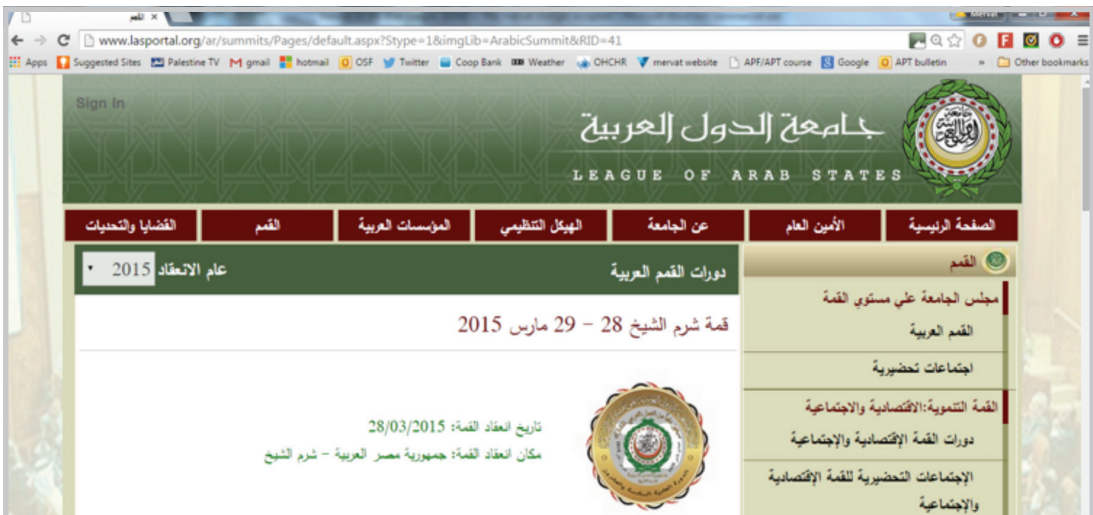 القمم
Mervat
www.lasportal.org/ar/summits/Pages/default.aspx?Stype=1&imgLib=ArabicSummit&RID=41
Apps Suggested Sites Palestine TV gmail hotmail OSF Twitter Coop Bank Weather OHCHR mervat website APF/APT course Google APT bulletin » Other bookmarks
Sign In
جامعة الدول العربية
LEAGUE OF ARAB STATES
الصفحة الرئيسية الأمين العام عن الجامعة الهيكل التنظيمي المؤسسات العربية القمم القضايا والتحديات
القمم
مجلس الجامعة علي مستوي القمة
القمم العربية
اجتماعات تحضيرية
القمة التنموية:الاقتصادية والاجتماعية
دورات القمة الإقتصادية والإجتماعية
الإجتماعات التحضيرية للقمة الإقتصادية
والإجتماعية
دورات القمم العربية
عام الانعقاد 2015
قمة شرم الشيخ 28 - 29 مارس 2015
تاريخ انعقاد القمة: 28/03/2015
مكان انعقاد القمة: جمهورية مصر العربية - شرم الشيخ